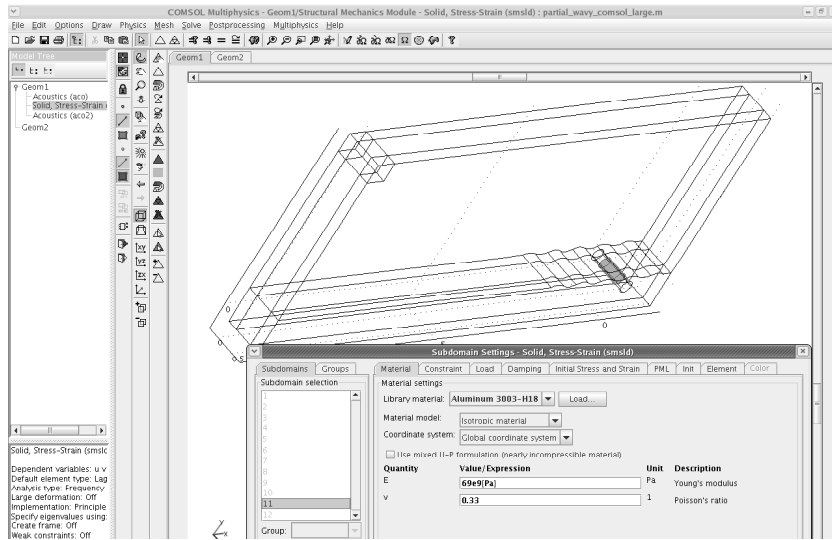 COMSOL Multiphysics - Geom1/Structural Mechanics Module - Solid, Stress-Strain (smsld) : partial_wavy_comsol_large.m
File Edit Options Draw Physics Mesh Solve Postprocessing Multiphysics Help
Model Tree
Geom1 Geom2
Geom1
Acoustics (aco)
Solid, Stress-Strain (
Acoustics (aco2)
Geom2
0
0
0
Subdomain Settings - Solid, Stress-Strain (smsld)
Subdomains Groups
Subdomain selection
1
2
3
4
5
6
7
8
9
10
11
12
Group:
Material Constraint Load Damping Initial Stress and Strain PML Init Element Color
Material settings
Library material: Aluminum 3003-H18 Load...
Material model: Isotropic material
Coordinate system: Global coordinate system
Use mixed U-P formulation (nearly incompressible material)
Quantity Value/Expression Unit Description
E 69e9[Pa] Pa Young's modulus
ν 0.33 1 Poisson's ratio
Solid, Stress-Strain (smslc
Dependent variables: u v
Default element type: Lag
Analysis type: Frequency
Large deformation: Off
Implementation: Principle
Specify eigenvalues using:
Create frame: Off
Weak constraints: Off
y
x